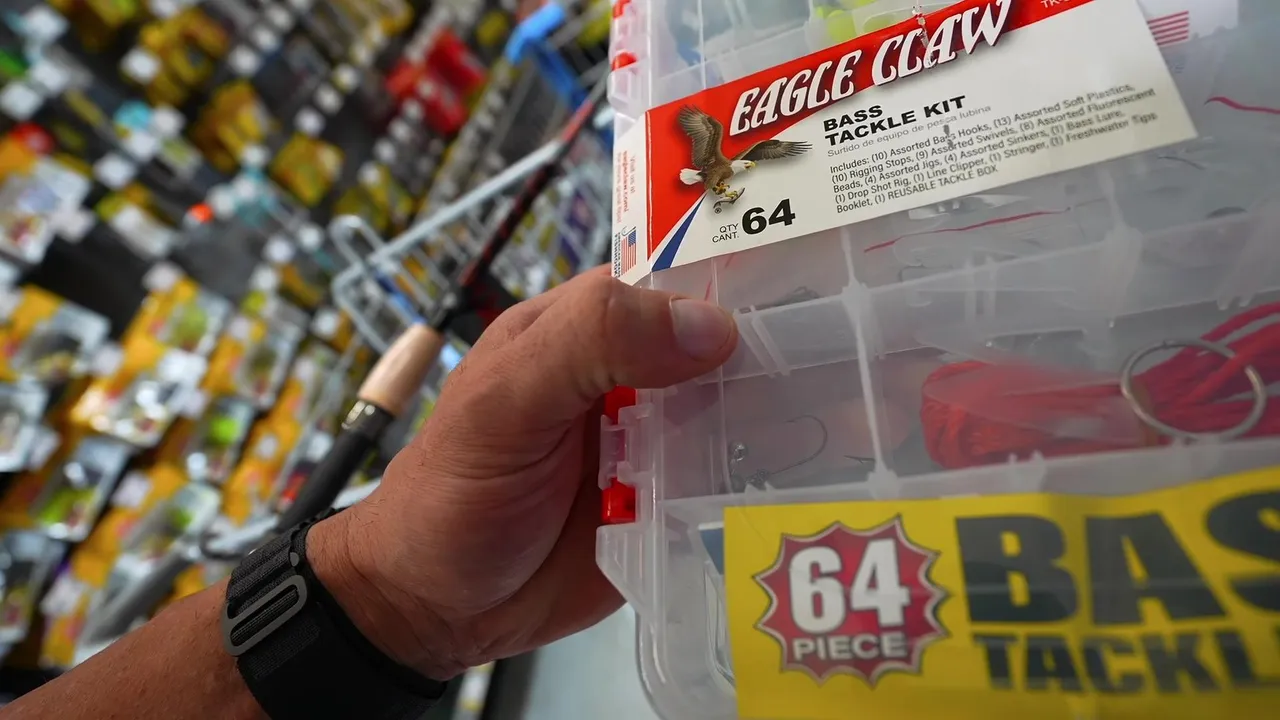 EAGLE CLAW
BASS
TACKLE KIT
Surtido de equipo de pesca lubina
Includes: (10) Assorted Bass Hooks, (13) Assorted Soft Plastics,
(10) Rigging Stops, (9) Assorted Swivels, (8) Assorted Fluorescent
Beads, (4) Assorted Jigs, (4) Assorted Sinkers, (1) Bass Lure,
(1) Drop Shot Rig, (1) Line Clipper, (1) Stringer, (1) Freshwater Tips
Booklet, (1) REUSABLE TACKLE BOX
QTY
CANT. 64
64
PIECE
BAS
TACKL